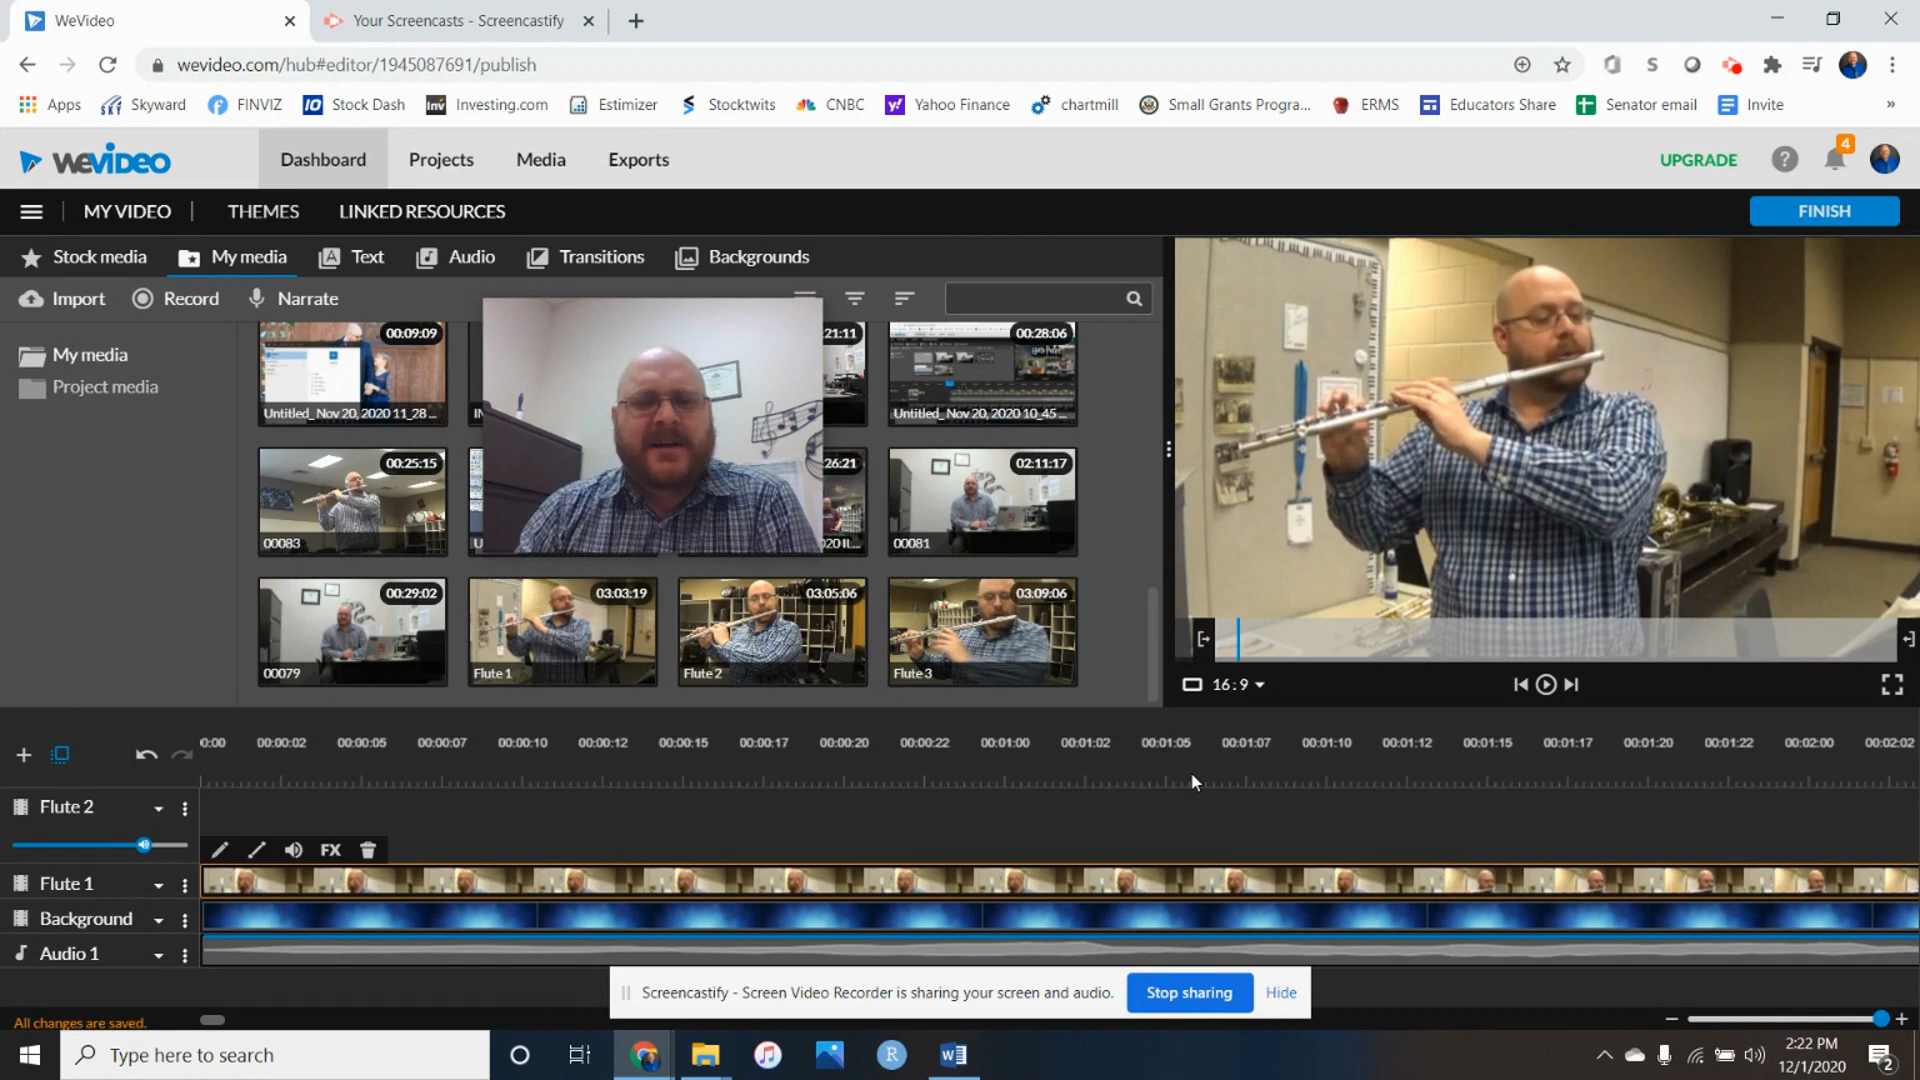 WeVideo
Your Screencasts - Screencastify
wevideo.com/hub#editor/1945087691/publish
Apps Skyward FINVIZ Stock Dash Investing.com Estimizer Stocktwits CNBC Yahoo Finance chartmill Small Grants Progra... ERMS Educators Share Senator email Invite »
WEVIDEO Dashboard Projects Media Exports UPGRADE ? 4
MY VIDEO THEMES LINKED RESOURCES FINISH
Stock media My media Text Audio Transitions Backgrounds
Import Record Narrate
My media
Project media
00:09:09
21:11
00:28:06
Untitled_ Nov 20, 2020 11_28 ...
Untitled_ Nov 20, 2020 10_45 ...
00:25:15
26:21
02:11:17
00083
U
020 IL...
00081
00:29:02
03:03:19
03:05:06
03:09:06
00079
Flute 1
Flute 2
Flute 3
16:9
0:00 00:00:02 00:00:05 00:00:07 00:00:10 00:00:12 00:00:15 00:00:17 00:00:20 00:00:22 00:01:00 00:01:02 00:01:05 00:01:07 00:01:10 00:01:12 00:01:15 00:01:17 00:01:20 00:01:22 00:02:00 00:02:02
Flute 2
FX
Flute 1
Background
Audio 1
Screencastify - Screen Video Recorder is sharing your screen and audio. Stop sharing Hide
All changes are saved.
Type here to search
2:22 PM
12/1/2020
2